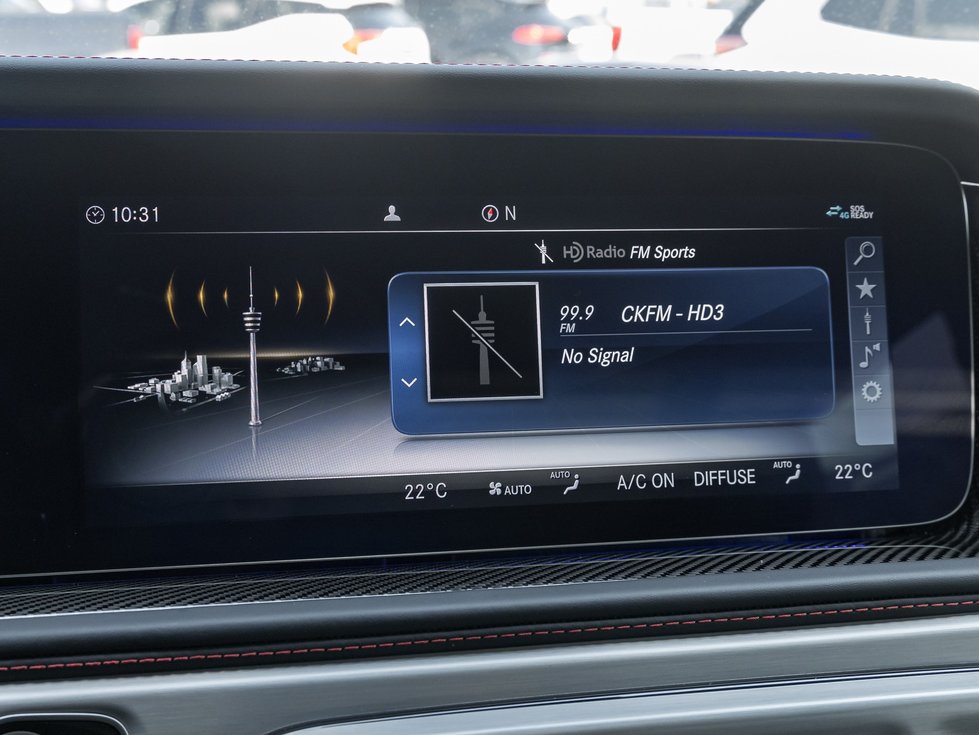 10:31 N SOS 4G READY
HD Radio FM Sports
99.9 FM CKFM - HD3
No Signal
22°C AUTO AUTO A/C ON DIFFUSE AUTO 22°C